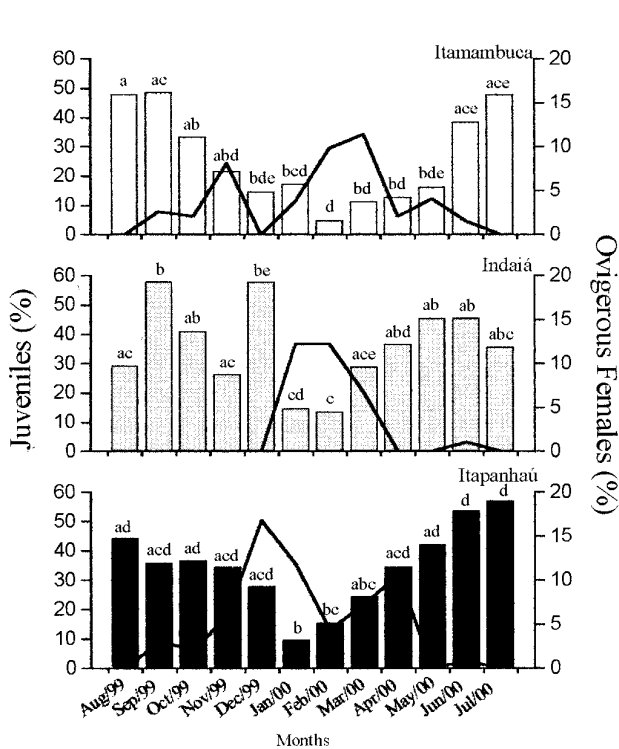 Itamambuca
60 50 40 30 20 10 0
a ac ab abd bde bcd d bd bd ace ace
20 15 10 5 0
Indaiá
60 50 40 30 20 10 0
ac b ab ac be cd c ace abd ab ab abc
20 15 10 5 0
Itapanhaú
60 50 40 30 20 10 0
ad acd ad acd acd b bc abc acd ad d d
20 15 10 5 0
Juveniles (%)
Ovigerous Females (%)
Aug/99 Sep/99 Oct/99 Nov/99 Dec/99 Jan/00 Feb/00 Mar/00 Apr/00 May/00 Jun/00 Jul/00
Months